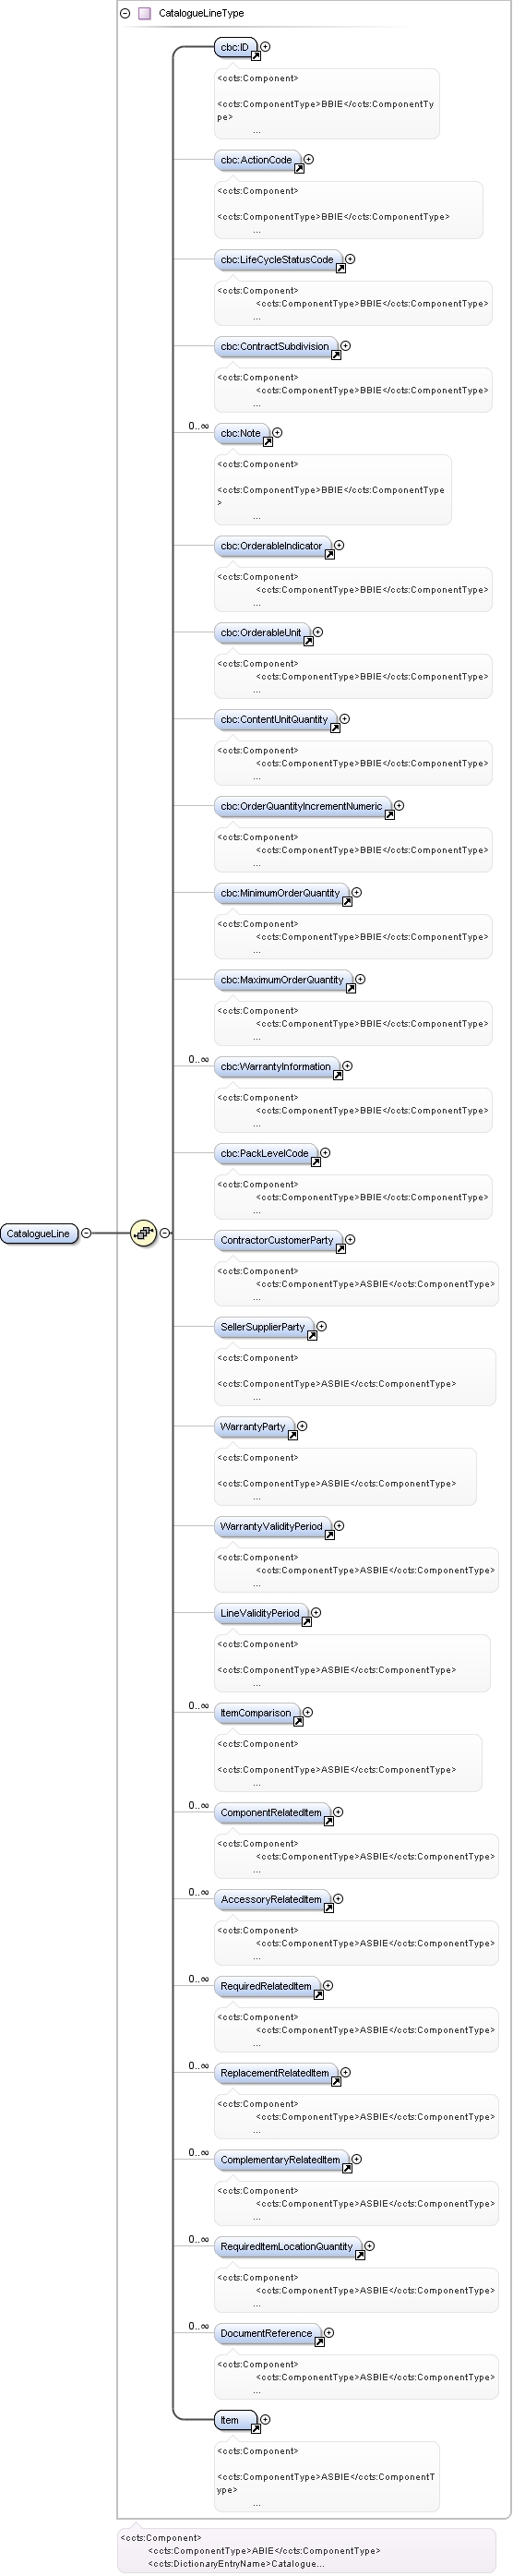 CatalogueLineType
cbc:ID
<ccts:Component>
<ccts:ComponentType>BBIE</ccts:ComponentTy
pe>
...
cbc:ActionCode
<ccts:Component>
<ccts:ComponentType>BBIE</ccts:ComponentType>
...
cbc:LifeCycleStatusCode
<ccts:Component>
<ccts:ComponentType>BBIE</ccts:ComponentType>
...
cbc:ContractSubdivision
<ccts:Component>
<ccts:ComponentType>BBIE</ccts:ComponentType>
...
0..∞
cbc:Note
<ccts:Component>
<ccts:ComponentType>BBIE</ccts:ComponentType
>
...
cbc:OrderableIndicator
<ccts:Component>
<ccts:ComponentType>BBIE</ccts:ComponentType>
...
cbc:OrderableUnit
<ccts:Component>
<ccts:ComponentType>BBIE</ccts:ComponentType>
...
cbc:ContentUnitQuantity
<ccts:Component>
<ccts:ComponentType>BBIE</ccts:ComponentType>
...
cbc:OrderQuantityIncrementNumeric
<ccts:Component>
<ccts:ComponentType>BBIE</ccts:ComponentType>
...
cbc:MinimumOrderQuantity
<ccts:Component>
<ccts:ComponentType>BBIE</ccts:ComponentType>
...
cbc:MaximumOrderQuantity
<ccts:Component>
<ccts:ComponentType>BBIE</ccts:ComponentType>
...
0..∞
cbc:WarrantyInformation
<ccts:Component>
<ccts:ComponentType>BBIE</ccts:ComponentType>
...
cbc:PackLevelCode
<ccts:Component>
<ccts:ComponentType>BBIE</ccts:ComponentType>
...
CatalogueLine
ContractorCustomerParty
<ccts:Component>
<ccts:ComponentType>ASBIE</ccts:ComponentType>
...
SellerSupplierParty
<ccts:Component>
<ccts:ComponentType>ASBIE</ccts:ComponentType>
...
WarrantyParty
<ccts:Component>
<ccts:ComponentType>ASBIE</ccts:ComponentType>
...
WarrantyValidityPeriod
<ccts:Component>
<ccts:ComponentType>ASBIE</ccts:ComponentType>
...
LineValidityPeriod
<ccts:Component>
<ccts:ComponentType>ASBIE</ccts:ComponentType>
...
0..∞
ItemComparison
<ccts:Component>
<ccts:ComponentType>ASBIE</ccts:ComponentType>
...
0..∞
ComponentRelatedItem
<ccts:Component>
<ccts:ComponentType>ASBIE</ccts:ComponentType>
...
0..∞
AccessoryRelatedItem
<ccts:Component>
<ccts:ComponentType>ASBIE</ccts:ComponentType>
...
0..∞
RequiredRelatedItem
<ccts:Component>
<ccts:ComponentType>ASBIE</ccts:ComponentType>
...
0..∞
ReplacementRelatedItem
<ccts:Component>
<ccts:ComponentType>ASBIE</ccts:ComponentType>
...
0..∞
ComplementaryRelatedItem
<ccts:Component>
<ccts:ComponentType>ASBIE</ccts:ComponentType>
...
0..∞
RequiredItemLocationQuantity
<ccts:Component>
<ccts:ComponentType>ASBIE</ccts:ComponentType>
...
0..∞
DocumentReference
<ccts:Component>
<ccts:ComponentType>ASBIE</ccts:ComponentType>
...
Item
<ccts:Component>
<ccts:ComponentType>ASBIE</ccts:ComponentT
ype>
...
<ccts:Component>
<ccts:ComponentType>ABIE</ccts:ComponentType>
<ccts:DictionaryEntryName>Catalogue...